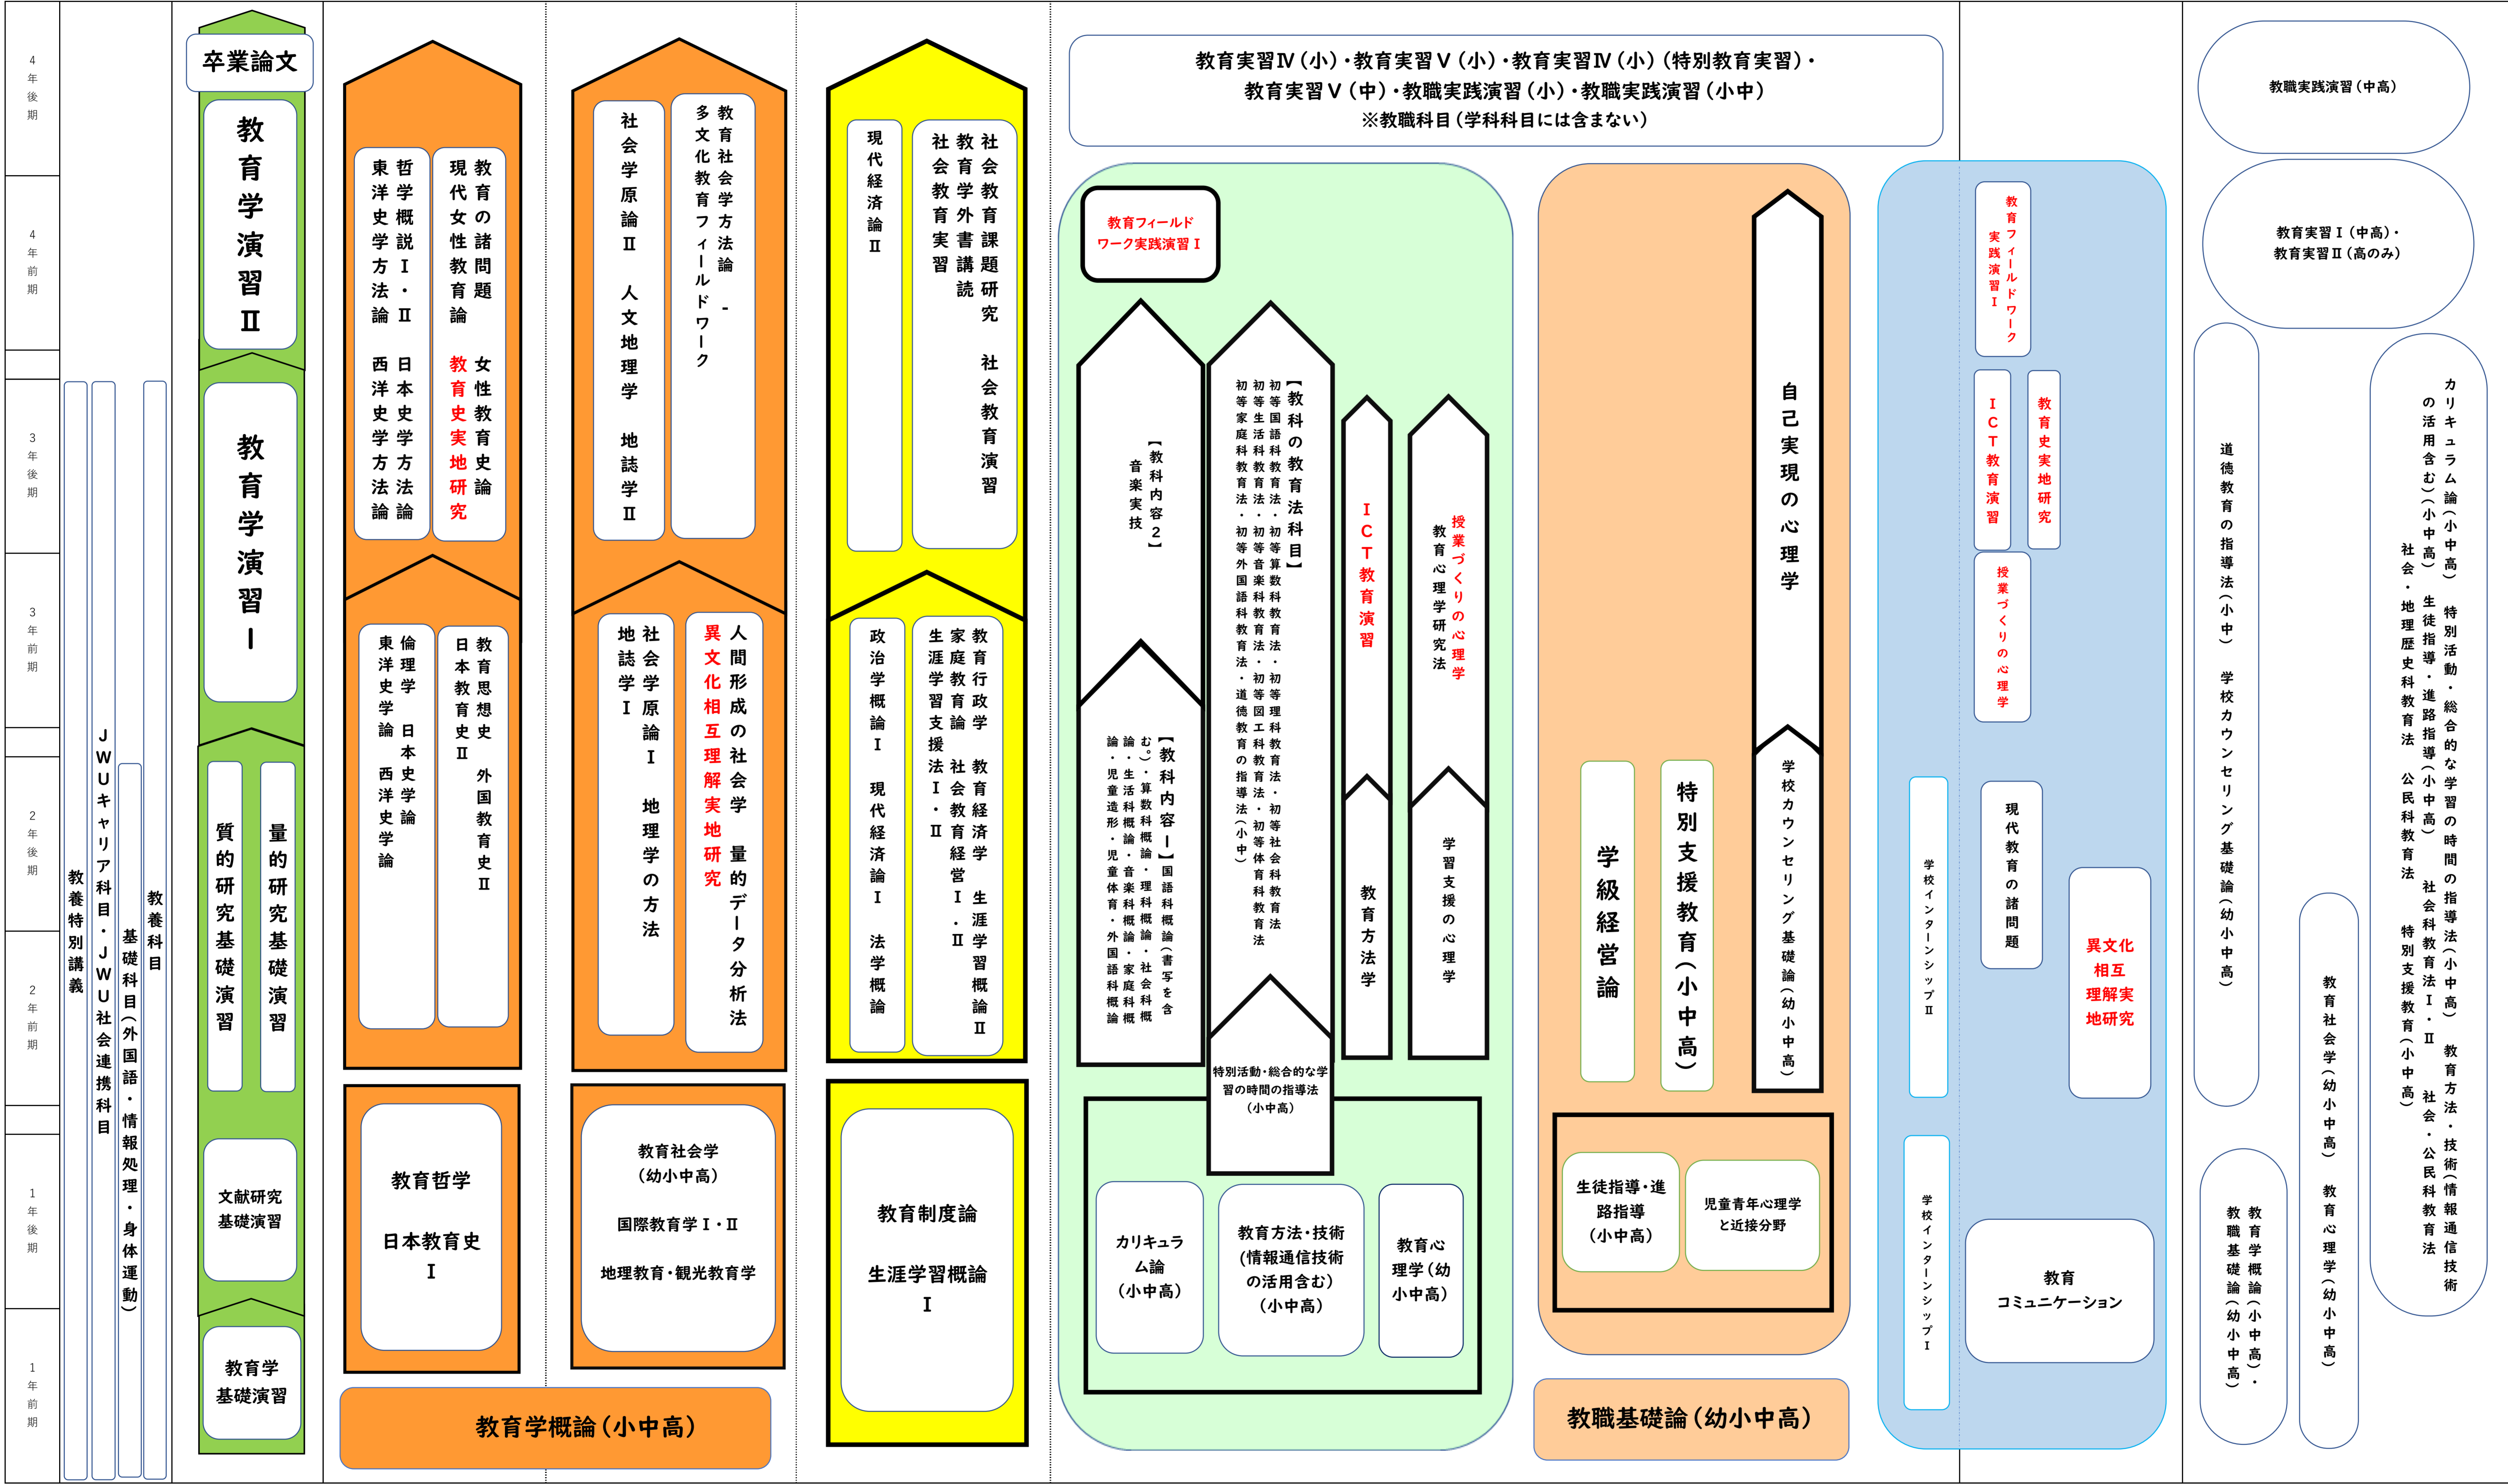 4年後期
4年前期
3年後期
3年前期
2年後期
2年前期
1年後期
1年前期
教養特別講義
JWUキャリア科目・JWU社会連携科目
基礎科目(外国語・情報処理・身体運動)
教養科目
卒業論文
教育学演習Ⅱ
教育学演習Ⅰ
質的研究基礎演習
量的研究基礎演習
文献研究
基礎演習
教育学
基礎演習
教育の諸問題　女性教育史論
現代女性教育論　教育史実地研究
哲学概説Ⅰ・Ⅱ　日本史学方法論
東洋史学方法論　西洋史学方法論
教育思想史　外国教育史Ⅱ
日本教育史Ⅱ
倫理学　日本史学論
東洋史学論　西洋史学論
教育哲学
日本教育史
Ⅰ
教育社会学方法論　-
多文化教育フィールドワーク
社会学原論Ⅱ　人文地理学　地誌学Ⅱ
人間形成の社会学　量的データ分析法
異文化相互理解実地研究
社会学原論Ⅰ　地理学の方法
地誌学Ⅰ
教育社会学
(幼小中高)
国際教育学Ⅰ・Ⅱ
地理教育・観光教育学
教育学概論(小中高)
社会教育課題研究　社会教育演習
教育学外書講読
社会教育実習
現代経済論Ⅱ
教育行政学　教育経済学　生涯学習概論Ⅱ
家庭教育論　社会教育経営Ⅰ.Ⅱ
生涯学習支援法Ⅰ・Ⅱ
政治学概論Ⅰ　現代経済論Ⅰ　法学概論
教育制度論
生涯学習概論
Ⅰ
教育実習Ⅳ(小)・教育実習Ⅴ(小)・教育実習Ⅳ(小)(特別教育実習)・
教育実習Ⅴ(中)・教職実践演習(小)・教職実践演習(小中)
※教職科目(学科科目には含まない)
教育フィールド
ワーク実践演習Ⅰ
【教科内容2】
音楽実技
【教科内容Ⅰ】国語科概論(書写を含
む。)・算数科概論・理科概論・社会科概
論・生活科概論・音楽科概論・家庭科概
論・児童造形・児童体育・外国語科概論
【教科の教育法科目】
初等国語科教育法・初等算数科教育法・初等理科教育法・初等社会科教育法
初等生活科教育法・初等音楽科教育法・初等図工科教育法・初等体育科教育法
初等家庭科教育法・初等外国語科教育法・道徳教育の指導法(小中)
特別活動・総合的な学
習の時間の指導法
(小中高)
ICT教育演習
教育方法学
授業づくりの心理学
教育心理学研究法
学習支援の心理学
カリキュラ
ム論
(小中高)
教育方法・技術
(情報通信技術
の活用含む)
(小中高)
教育心
理学(幼
小中高)
自己実現の心理学
学校カウンセリング基礎論(幼小中高)
学級経営論
特別支援教育(小中高)
生徒指導・進
路指導
(小中高)
児童青年心理学
と近接分野
教職基礎論(幼小中高)
教育フィールドワーク
実践演習Ⅰ
ICT教育演習
教育史実地研究
授業づくりの心理学
学校インターンシップⅡ
現代教育の諸問題
異文化
相互
理解実
地研究
学校インターンシップⅠ
教育
コミュニケーション
教職実践演習(中高)
教育実習Ⅰ(中高)・
教育実習Ⅱ(高のみ)
道徳教育の指導法(小中)　学校カウンセリング基礎論(幼小中高)
カリキュラム論(小中高)　特別活動・総合的な学習の時間の指導法(小中高)　教育方法・技術(情報通信技術
の活用含む)(小中高)　生徒指導・進路指導(小中高)　社会科教育法Ⅰ・Ⅱ　社会・公民科教育法
社会・地理歴史科教育法　公民科教育法　特別支援教育(小中高)
教育社会学(幼小中高)　教育心理学(幼小中高)
教育学概論(小中高)・
教職基礎論(幼小中高)